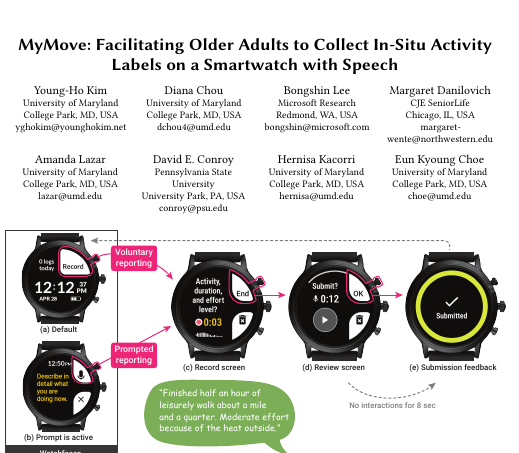 MyMove: Facilitating Older Adults to Collect In-Situ Activity
Labels on a Smartwatch with Speech
Young-Ho Kim
University of Maryland
College Park, MD, USA
yghokim@younghokim.net
Diana Chou
University of Maryland
College Park, MD, USA
dchou4@umd.edu
Bongshin Lee
Microsoft Research
Redmond, WA, USA
bongshin@microsoft.com
Margaret Danilovich
CJE SeniorLife
Chicago, IL, USA
margaret-
wente@northwestern.edu
Amanda Lazar
University of Maryland
College Park, MD, USA
lazar@umd.edu
David E. Conroy
Pennsylvania State
University
University Park, PA, USA
conroy@psu.edu
Hernisa Kacorri
University of Maryland
College Park, MD, USA
hernisa@umd.edu
Eun Kyoung Choe
University of Maryland
College Park, MD, USA
choe@umd.edu
0 logs
today
Record
12:12 37
PM
APR 28
(a) Default
Voluntary
reporting
Prompted
reporting
12:50PM
Describe in
detail what
you are
doing now.
(b) Prompt is active
Activity,
duration,
and effort
level?
0:03
End
(c) Record screen
Submit?
0:12
OK
(d) Review screen
Submitted
(e) Submission feedback
No interactions for 8 sec
"Finished half an hour of
leisurely walk about a mile
and a quarter. Moderate effort
because of the heat outside."